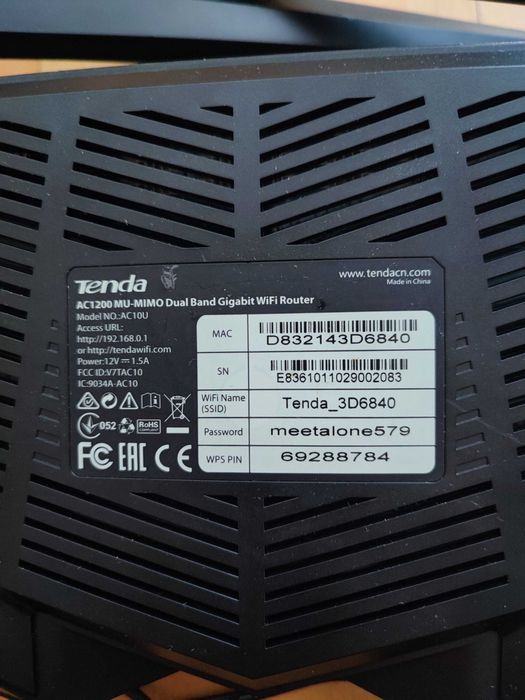 Tenda
www.tendacn.com
Made in China
AC1200 MU-MIMO Dual Band Gigabit WiFi Router
Model NO.:AC10U
Access URL:
http://192.168.0.1
or http://tendawifi.com
Power:12V⎓1.5A
FCC ID:V7TAC10
IC:9034A-AC10
052
RoHS
COMPLIANT
FC EAC CE
MAC
D832143D6840
SN
E8361011029002083
WiFi Name
(SSID)
Tenda_3D6840
Password
meetalone579
WPS PIN
69288784